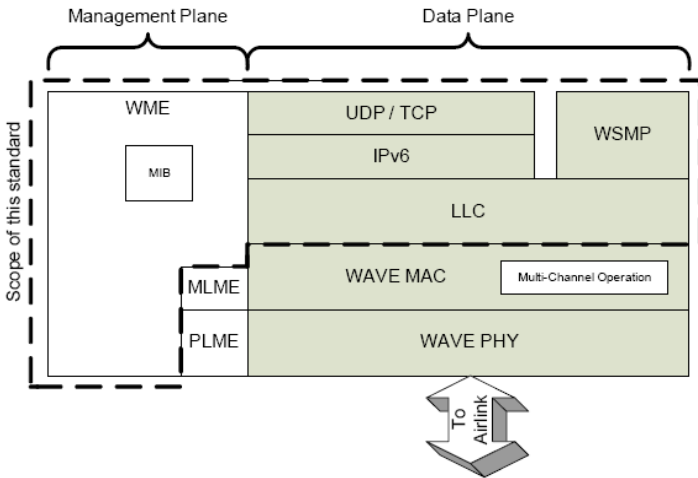 Management Plane
Data Plane
Scope of this standard
WME
MIB
UDP / TCP
IPv6
WSMP
LLC
MLME
WAVE MAC
Multi-Channel Operation
PLME
WAVE PHY
To
Airlink